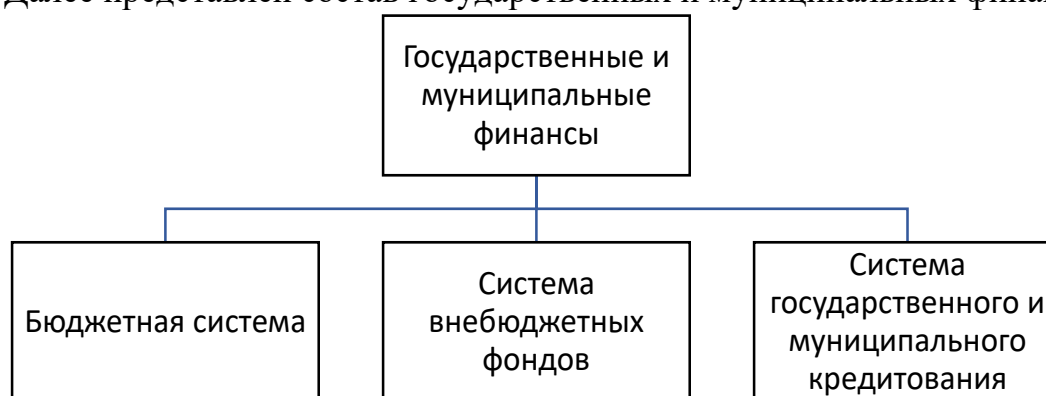 Далее представлен состав государственных и муниципальных
Государственные и
муниципальные
финансы
Бюджетная система
Система
внебюджетных
фондов
Система
государственного и
муниципального
кредитования